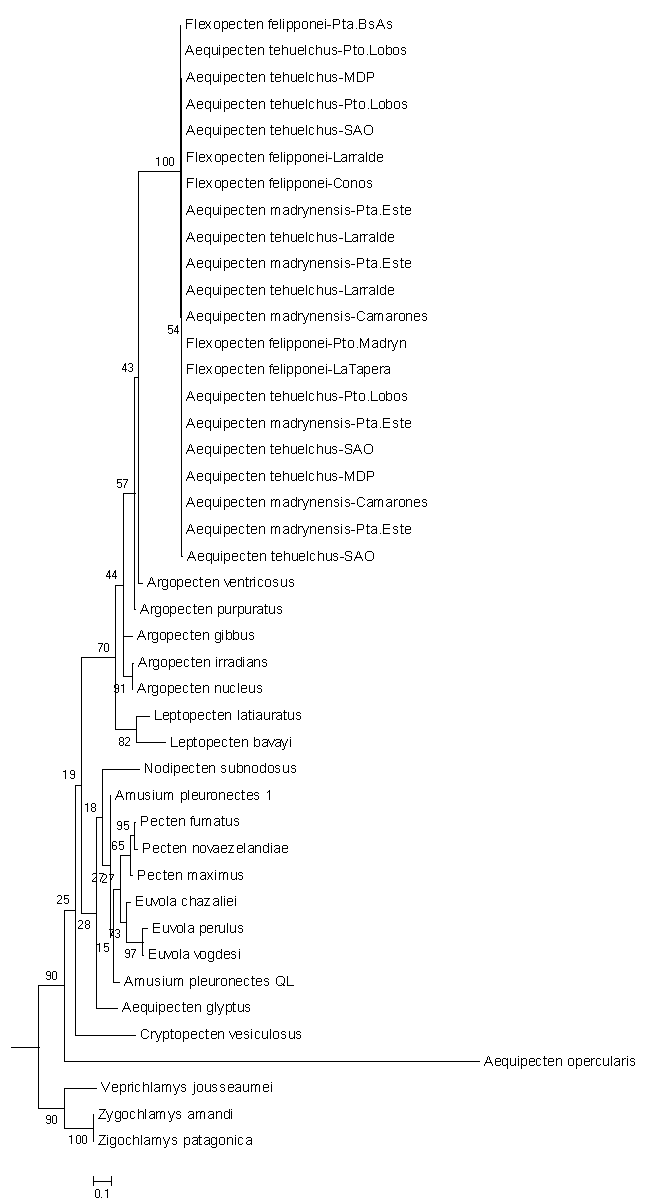 Flexopecten felipponei-Pta.BsAs
Aequipecten tehuelchus-Pto.Lobos
Aequipecten tehuelchus-MDP
Aequipecten tehuelchus-Pto.Lobos
Aequipecten tehuelchus-SAO
Flexopecten felipponei-Larralde
100
Flexopecten felipponei-Conos
Aequipecten madrynensis-Pta.Este
Aequipecten tehuelchus-Larralde
Aequipecten madrynensis-Pta.Este
Aequipecten tehuelchus-Larralde
Aequipecten madrynensis-Camarones
54
Flexopecten felipponei-Pto.Madryn
43
Flexopecten felipponei-LaTapera
Aequipecten tehuelchus-Pto.Lobos
Aequipecten madrynensis-Pta.Este
Aequipecten tehuelchus-SAO
Aequipecten tehuelchus-MDP
57
Aequipecten madrynensis-Camarones
Aequipecten madrynensis-Pta.Este
Aequipecten tehuelchus-SAO
44
Argopecten ventricosus
Argopecten purpuratus
Argopecten gibbus
70
Argopecten irradians
91
Argopecten nucleus
Leptopecten latiauratus
82
Leptopecten bavayi
Nodipecten subnodosus
19
Amusium pleuronectes 1
18
Pecten fumatus
95
Pecten novaezelandiae
65
Pecten maximus
27
27
Euvola chazaliei
25
28
Euvola perulus
73
15
Euvola vogdesi
97
90
Amusium pleuronectes QL
Aequipecten glyptus
Cryptopecten vesiculosus
Aequipecten opercularis
Veprichlamys jousseaumei
90
Zygochlamys amandi
100
Zigochlamys patagonica
0.1